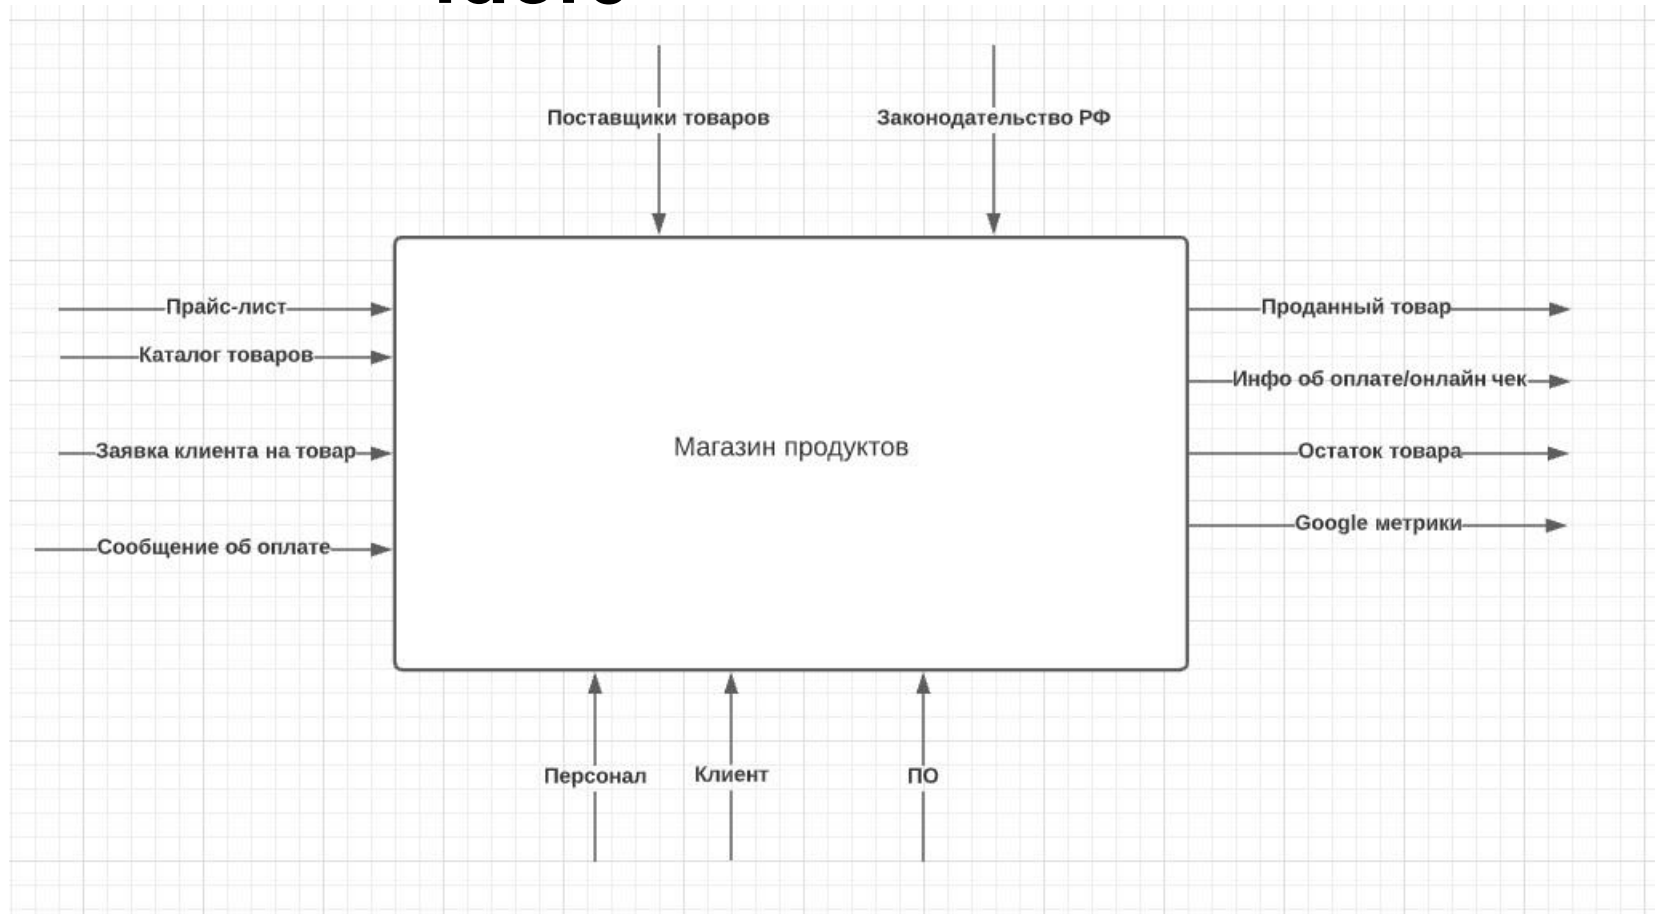 Поставщики товаров
Законодательство РФ
Прайс-лист
Каталог товаров
Заявка клиента на товар
Сообщение об оплате
Магазин продуктов
Проданный товар
Инфо об оплате/онлайн чек
Остаток товара
Google метрики
Персонал
Клиент
ПО